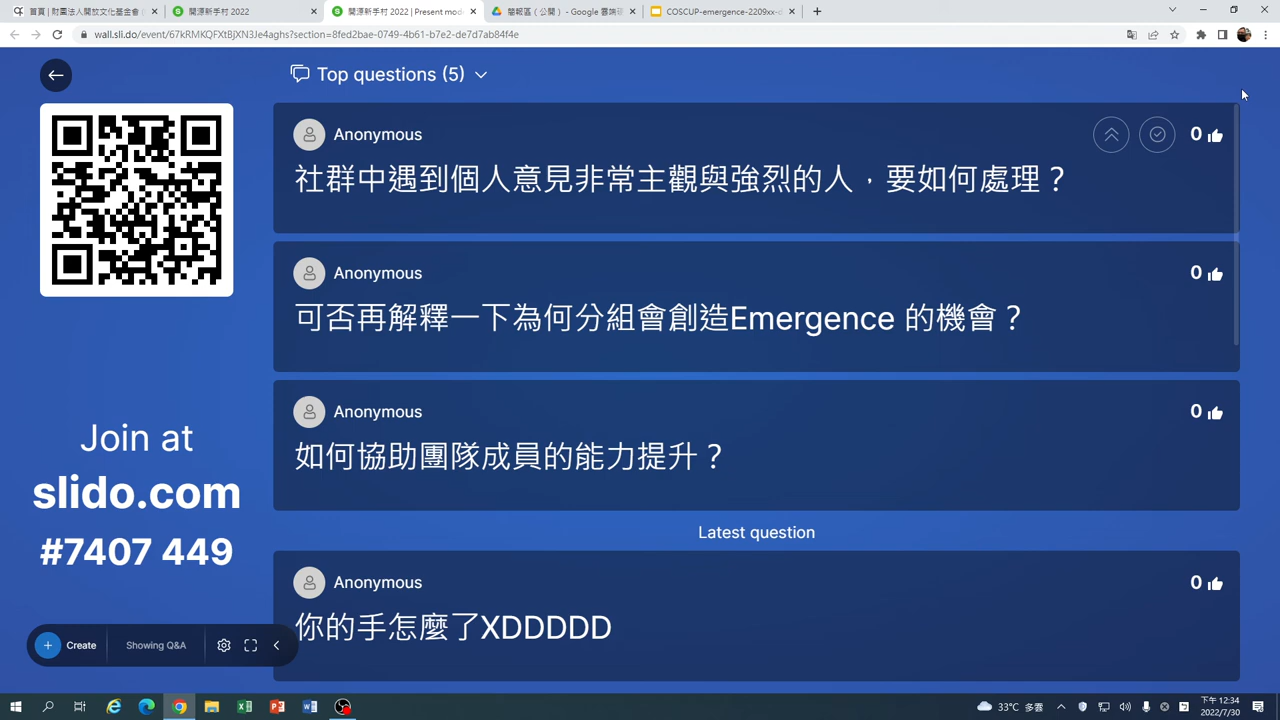 首頁 | 財團法人開放文化基金會 (
開源新手村 2022
開源新手村 2022 | Present mod
簡報區（公開） - Google 雲端硬
COSCUP-emergence-2209xx-d
wall.sli.do/event/67kRMKQFXt8jXN3Je4aghs?section=8fed2bae-0749-4b61-b7e2-de7d7ab84f4e
Top questions (5)
Anonymous
0
社群中遇到個人意見非常主觀與強烈的人，要如何處理？
Anonymous
0
可否再解釋一下為何分組會創造Emergence 的機會？
Anonymous
0
如何協助團隊成員的能力提升？
Latest question
Anonymous
0
你的手怎麼了XDDDDD
Join at
slido.com
#7407 449
Create
Showing Q&A
33°C 多雲
下午 12:34
2022/7/30